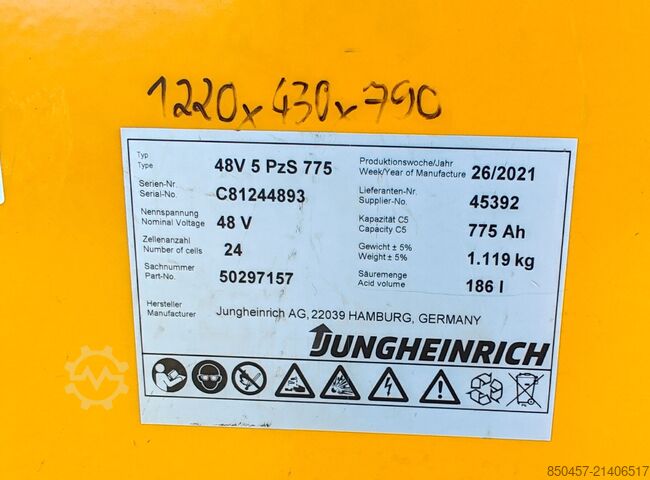 1220x430x790
Typ
Type 48V 5 PzS 775 Produktionswoche/Jahr
Week/Year of Manufacture 26/2021
Serien-Nr.
Serial-No. C81244893 Lieferanten-Nr.
Supplier-No. 45392
Nennspannung
Nominal Voltage 48 V Kapazität C5
Capacity C5 775 Ah
Zellenanzahl
Number of cells 24 Gewicht ± 5%
Weight ± 5% 1.119 kg
Sachnummer
Part-No. 50297157 Säuremenge
Acid volume 186 l
Hersteller
Manufacturer Jungheinrich AG, 22039 HAMBURG, GERMANY
JUNGHEINRICH
Pb
850457-21406517